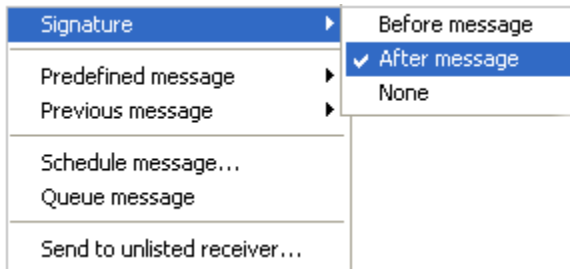 Signature
Before message
After message
None
Predefined message
Previous message
Schedule message...
Queue message
Send to unlisted receiver...